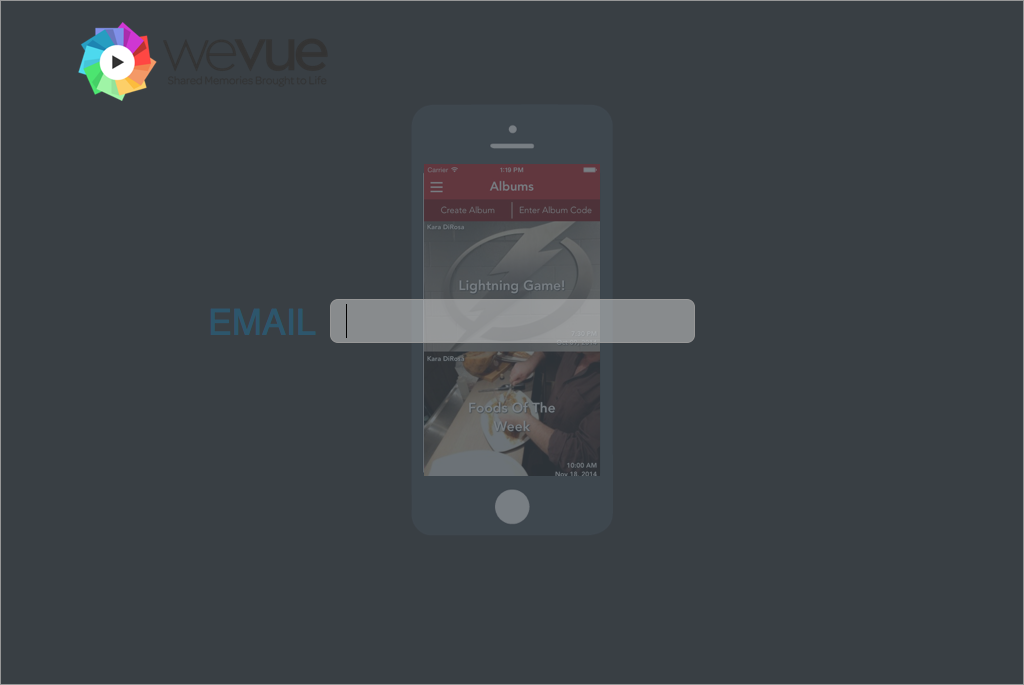 wevue
Shared Memories Brought to Life
Carrier 1:19 PM
Albums
Create Album Enter Album Code
Kara DiRosa
Lightning Game!
EMAIL
Kara DiRosa
Foods Of The
Week
10:00 AM
Nov 18, 2014